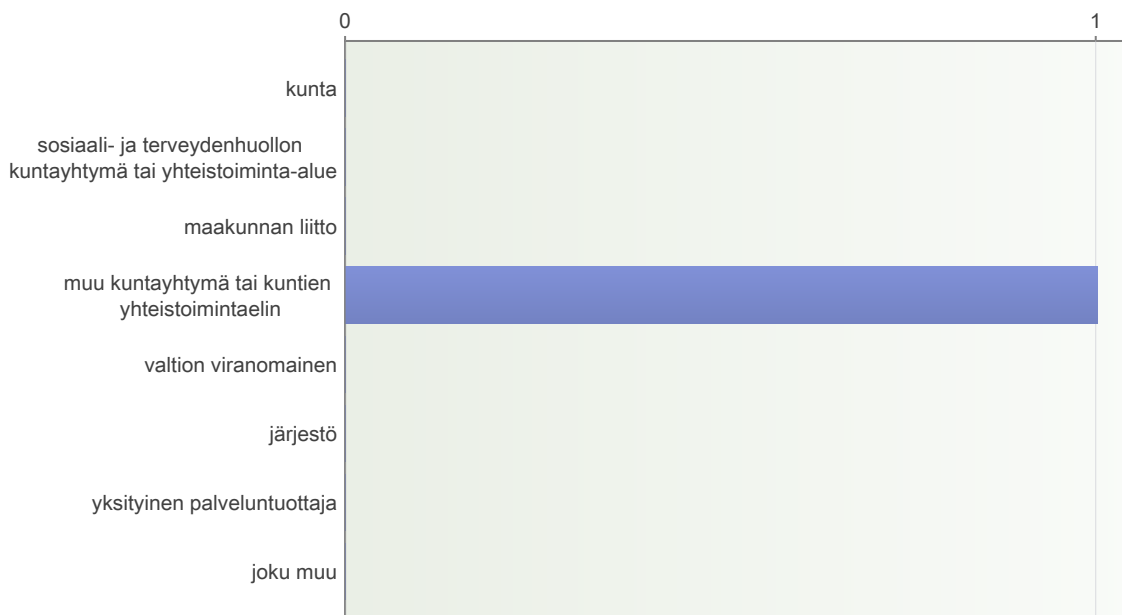 0 1
kunta
sosiaali- ja terveydenhuollon
kuntayhtymä tai yhteistoiminta-alue
maakunnan liitto
muu kuntayhtymä tai kuntien
yhteistoimintaelin
valtion viranomainen
järjestö
yksityinen palveluntuottaja
joku muu